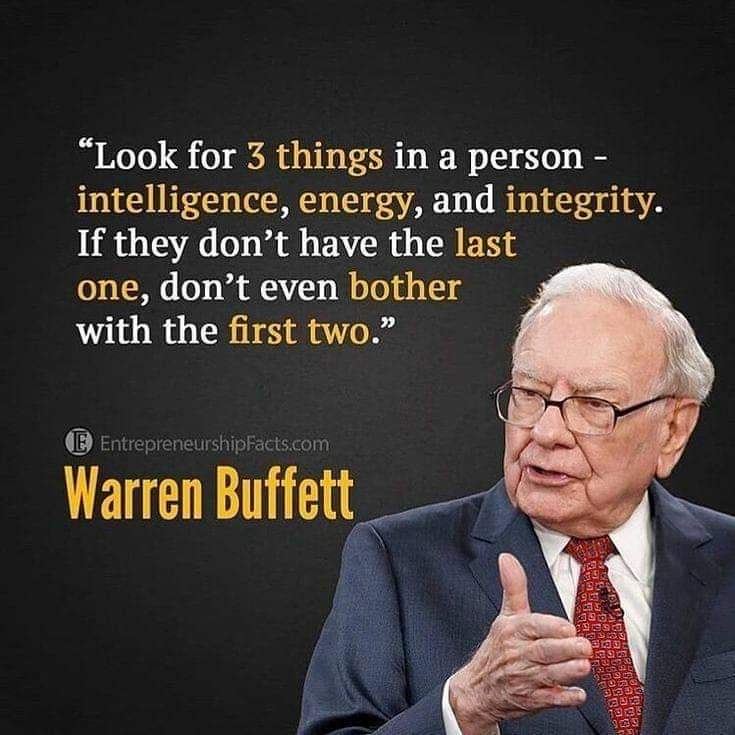 “Look for 3 things in a person -
intelligence, energy, and integrity.
If they don’t have the last
one, don’t even bother
with the first two.”
E EntrepreneurshipFacts.com
Warren Buffett